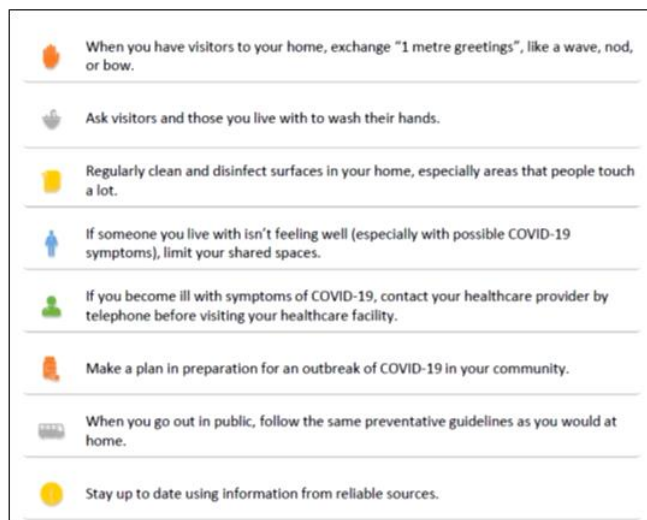 When you have visitors to your home, exchange “1 metre greetings”, like a wave, nod,
or bow.
Ask visitors and those you live with to wash their hands.
Regularly clean and disinfect surfaces in your home, especially areas that people touch
a lot.
If someone you live with isn’t feeling well (especially with possible COVID-19
symptoms), limit your shared spaces.
If you become ill with symptoms of COVID-19, contact your healthcare provider by
telephone before visiting your healthcare facility.
Make a plan in preparation for an outbreak of COVID-19 in your community.
When you go out in public, follow the same preventative guidelines as you would at
home.
Stay up to date using information from reliable sources.